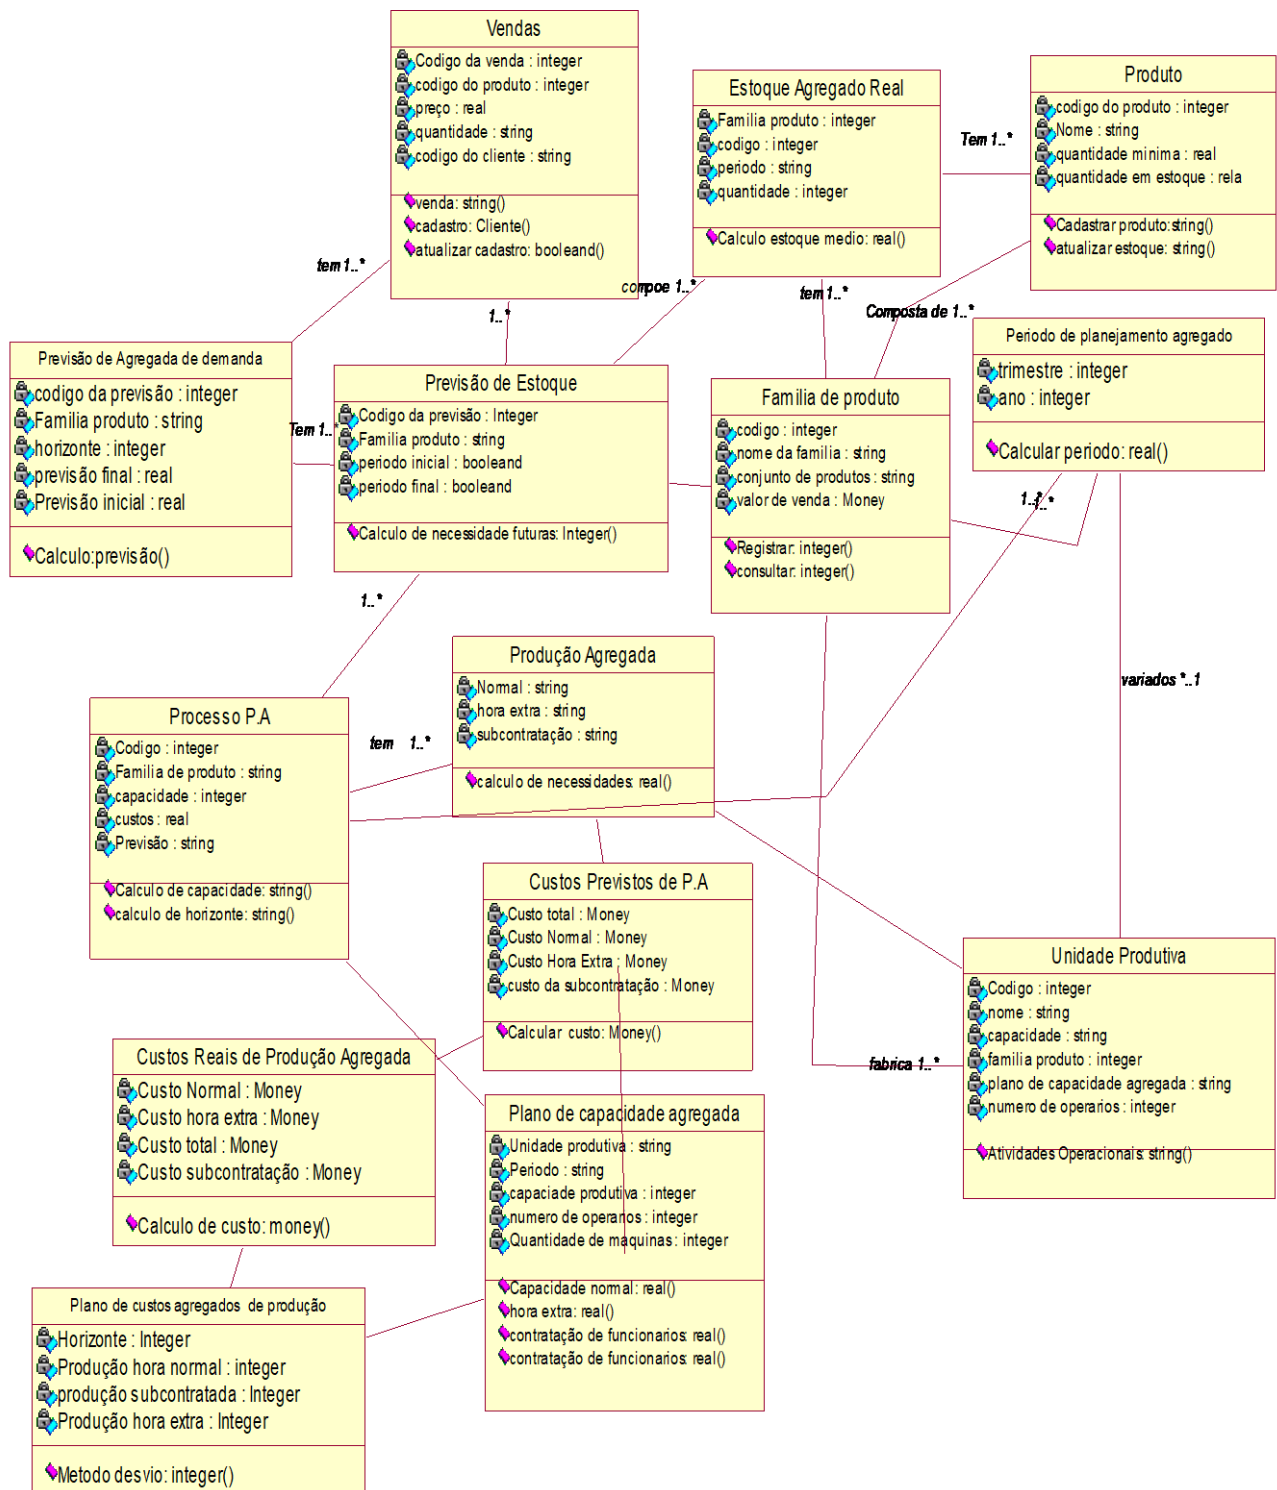 Vendas
Codigo da venda : integer
codigo do produto : integer
preço : real
quantidade : string
codigo do cliente : string
venda: string()
cadastro: Cliente()
atualizar cadastro: booleand()
Estoque Agregado Real
Familia produto : integer
codigo : integer
periodo : string
quantidade : integer
Calculo estoque medio: real()
Tem 1..*
Produto
codigo do produto : integer
Nome : string
quantidade minima : real
quantidade em estoque : rela
Cadastrar produto:string()
atualizar estoque: string()
tem 1..*
1..*
compoe 1..*
tem 1..*
Composta de 1..*
Previsão de Agregada de demanda
codigo da previsão : integer
Familia produto : string
horizonte : integer
previsão final : real
Previsão inicial : real
Calculo:previsão()
Tem 1..*
Previsão de Estoque
Codigo da previsão : Integer
Familia produto : string
periodo inicial : booleand
periodo final : booleand
Calculo de necessidade futuras: Integer()
Familia de produto
codigo : integer
nome da familia : string
conjunto de produtos : string
valor de venda : Money
Registrar: integer()
consultar: integer()
Periodo de planejamento agregado
trimestre : integer
ano : integer
Calcular periodo: real()
1..*
1..*
1..*
Processo P.A
Codigo : integer
Familia de produto : string
capacidade : integer
custos : real
Previsão : string
Calculo de capacidade: string()
calculo de horizonte: string()
tem 1..*
Produção Agregada
Normal : string
hora extra : string
subcontratação : string
calculo de necessidades: real()
variados *..1
Custos Previstos de P.A
Custo total : Money
Custo Normal : Money
Custo Hora Extra : Money
custo da subcontratação : Money
Calcular custo: Money()
Unidade Produtiva
Codigo : integer
nome : string
capacidade : string
familia produto : integer
plano de capacidade agregada : string
numero de operarios : integer
Atividades Operacionais: string()
fabrica 1..*
Custos Reais de Produção Agregada
Custo Normal : Money
Custo hora extra : Money
Custo total : Money
Custo subcontratação : Money
Calculo de custo: money()
Plano de capacidade agregada
Unidade produtiva : string
Periodo : string
capaciade produtiva : integer
numero de operarios : integer
Quantidade de maquinas : integer
Capacidade normal: real()
hora extra: real()
contratação de funcionarios: real()
contratação de funcionarios: real()
Plano de custos agregados de produção
Horizonte : Integer
Produção hora normal : integer
produção subcontratada : Integer
Produção hora extra : Integer
Metodo desvio: integer()